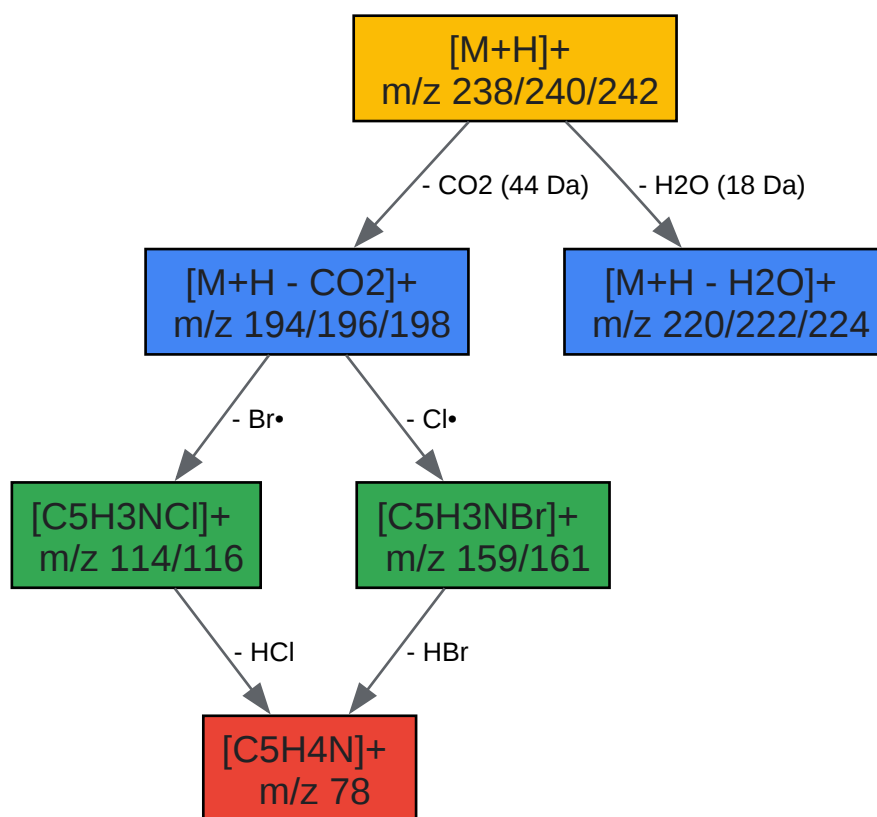 [M+H]+
m/z 238/240/242
- CO2 (44 Da)
- H2O (18 Da)
[M+H - CO2]+
m/z 194/196/198
[M+H - H2O]+
m/z 220/222/224
- Br•
- Cl•
[C5H3NCl]+
m/z 114/116
[C5H3NBr]+
m/z 159/161
- HCl
- HBr
[C5H4N]+
m/z 78